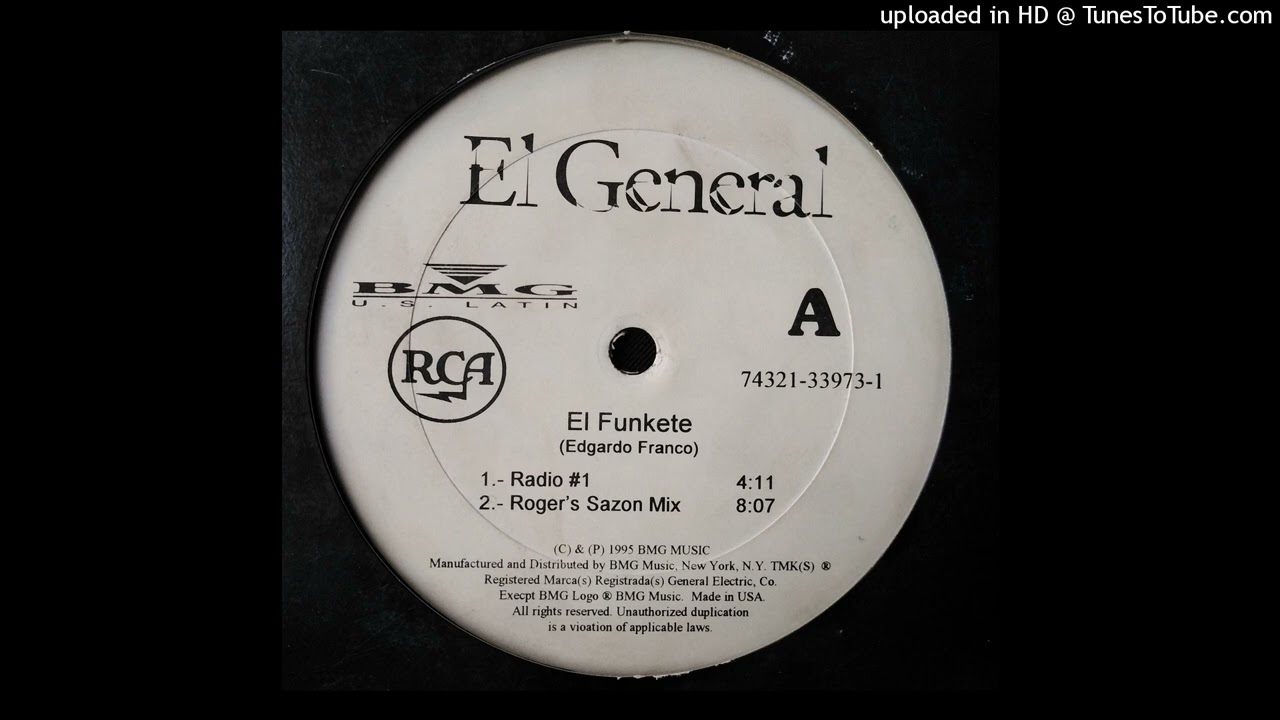 uploaded in HD @ TunesToTube.com
El General
BMG
U.S. LATIN
A
RCA
74321-33973-1
El Funkete
(Edgardo Franco)
1.- Radio #1 4:11
2.- Roger's Sazon Mix 8:07
(C) & (P) 1995 BMG MUSIC
Manufactured and Distributed by BMG Music, New York, N.Y. TMK(S) ®
Registered Marca(s) Registrada(s) General Electric, Co.
Execpt BMG Logo ® BMG Music. Made in USA.
All rights reserved. Unauthorized duplication
is a vioation of applicable laws.